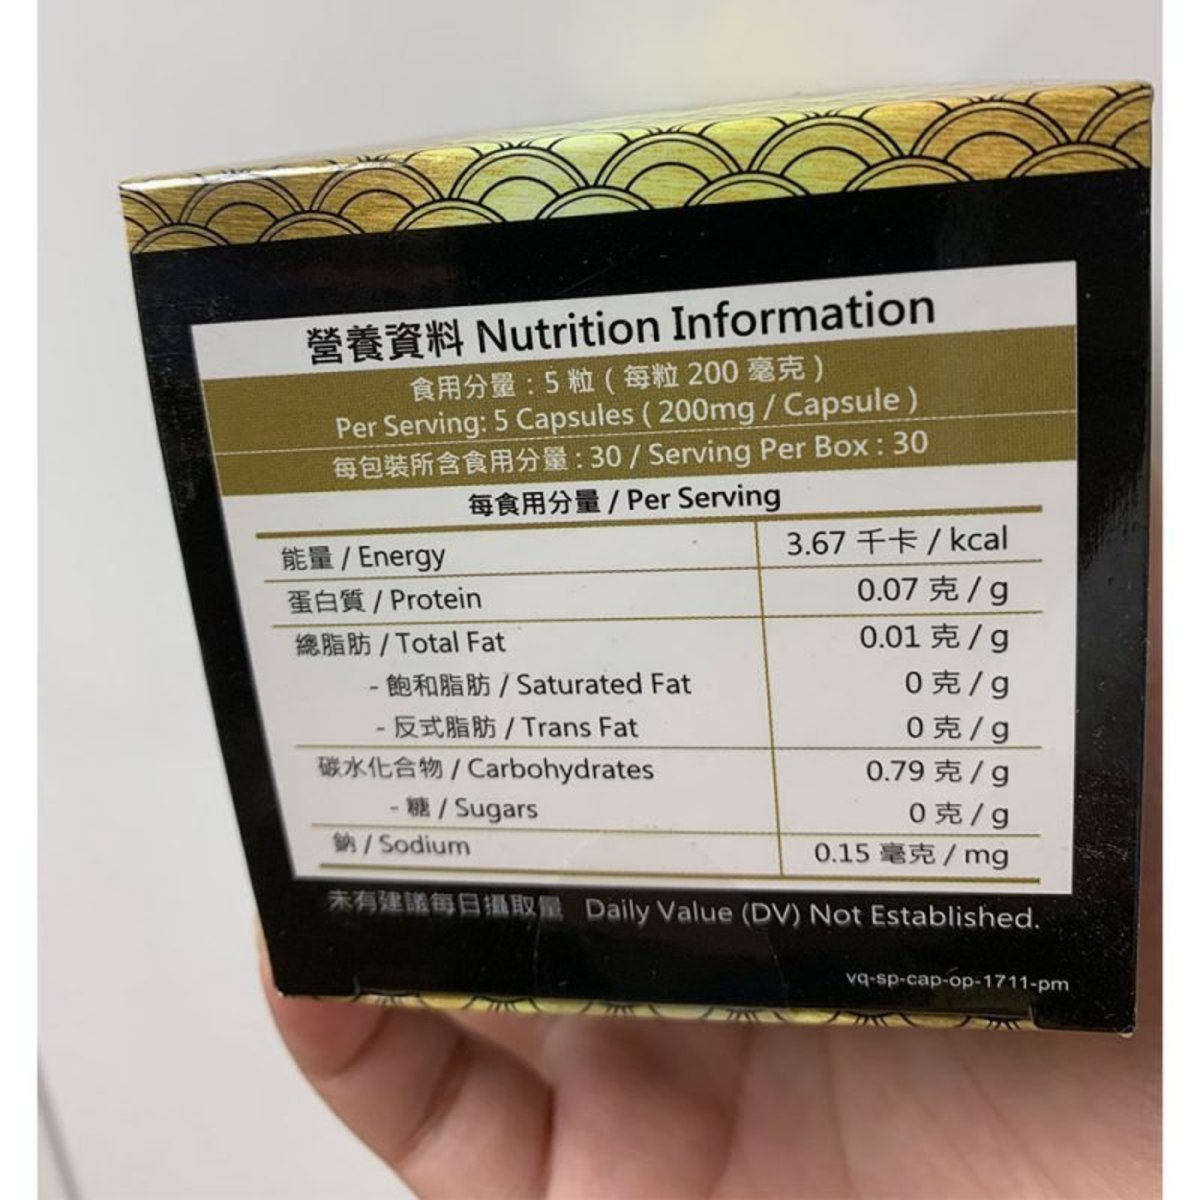 營養資料 Nutrition Information
食用分量 : 5 粒 ( 每粒 200 毫克 )
Per Serving: 5 Capsules ( 200mg / Capsule )
每包裝所含食用分量 : 30 / Serving Per Box : 30
每食用分量 / Per Serving
能量 / Energy 3.67 千卡 / kcal
蛋白質 / Protein 0.07 克 / g
總脂肪 / Total Fat 0.01 克 / g
- 飽和脂肪 / Saturated Fat 0 克 / g
- 反式脂肪 / Trans Fat 0 克 / g
碳水化合物 / Carbohydrates 0.79 克 / g
- 糖 / Sugars 0 克 / g
鈉 / Sodium 0.15 毫克 / mg
未有建議每日攝取量 Daily Value (DV) Not Established.
vq-sp-cap-op-1711-pm